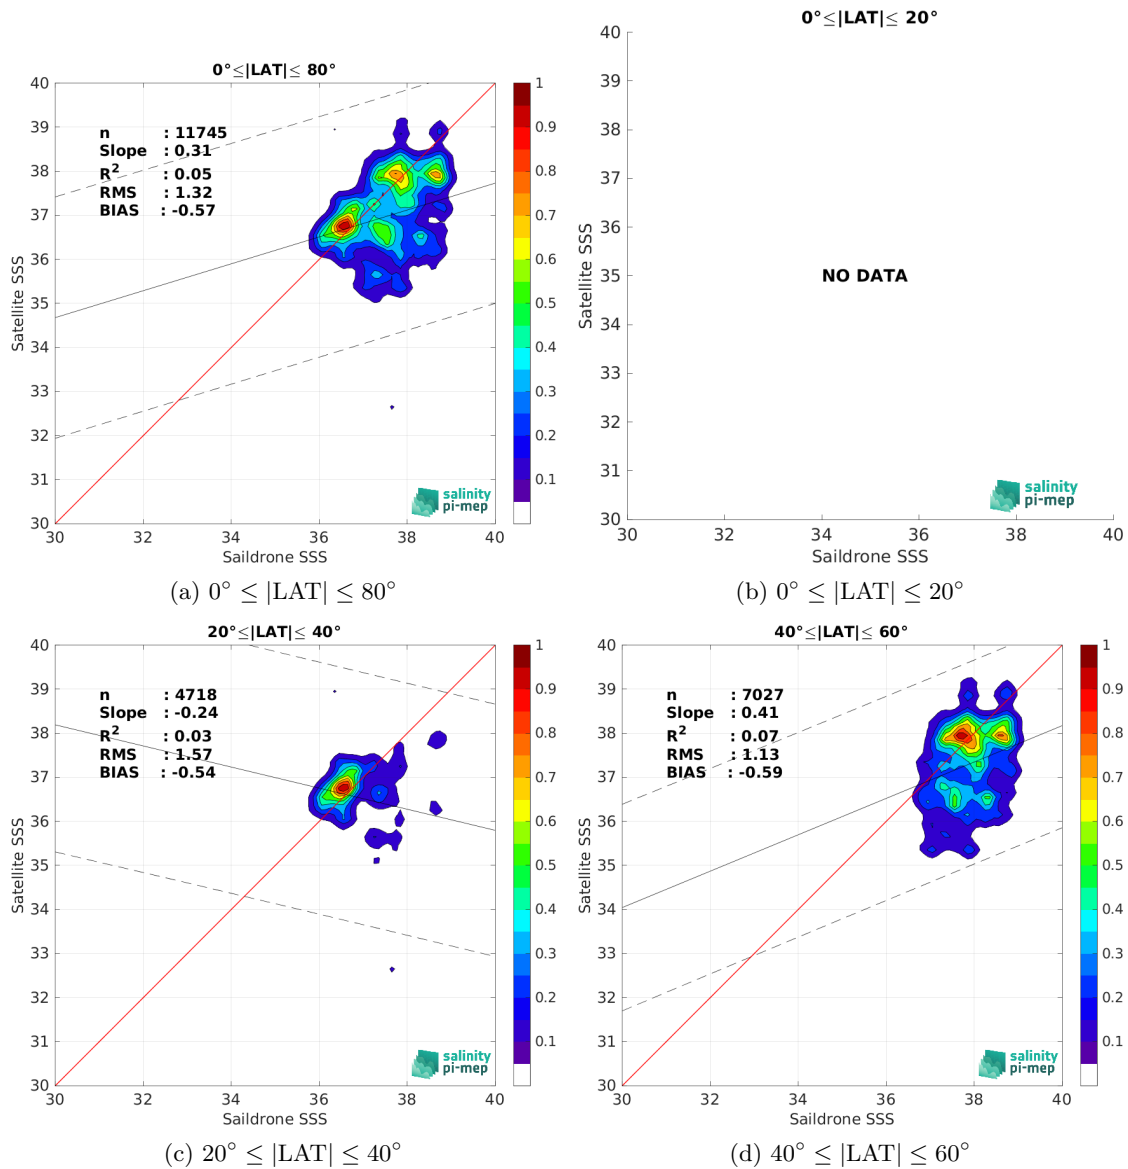 0°≤|LAT|≤ 80°
40
39
38
37
36
35
34
33
32
31
30
Satellite SSS
n : 11745
Slope : 0.31
R² : 0.05
RMS : 1.32
BIAS : -0.57
salinity
pi-mep
30 32 34 36 38 40
Saildrone SSS
1
0.9
0.8
0.7
0.6
0.5
0.4
0.3
0.2
0.1
(a) 0° ≤ |LAT| ≤ 80°
0°≤|LAT|≤ 20°
40
39
38
37
36
35
34
33
32
31
30
Satellite SSS
NO DATA
salinity
pi-mep
30 32 34 36 38 40
Saildrone SSS
(b) 0° ≤ |LAT| ≤ 20°
20°≤|LAT|≤ 40°
40
39
38
37
36
35
34
33
32
31
30
Satellite SSS
n : 4718
Slope : -0.24
R² : 0.03
RMS : 1.57
BIAS : -0.54
salinity
pi-mep
30 32 34 36 38 40
Saildrone SSS
1
0.9
0.8
0.7
0.6
0.5
0.4
0.3
0.2
0.1
(c) 20° ≤ |LAT| ≤ 40°
40°≤|LAT|≤ 60°
40
39
38
37
36
35
34
33
32
31
30
Satellite SSS
n : 7027
Slope : 0.41
R² : 0.07
RMS : 1.13
BIAS : -0.59
salinity
pi-mep
30 32 34 36 38 40
Saildrone SSS
1
0.9
0.8
0.7
0.6
0.5
0.4
0.3
0.2
0.1
(d) 40° ≤ |LAT| ≤ 60°